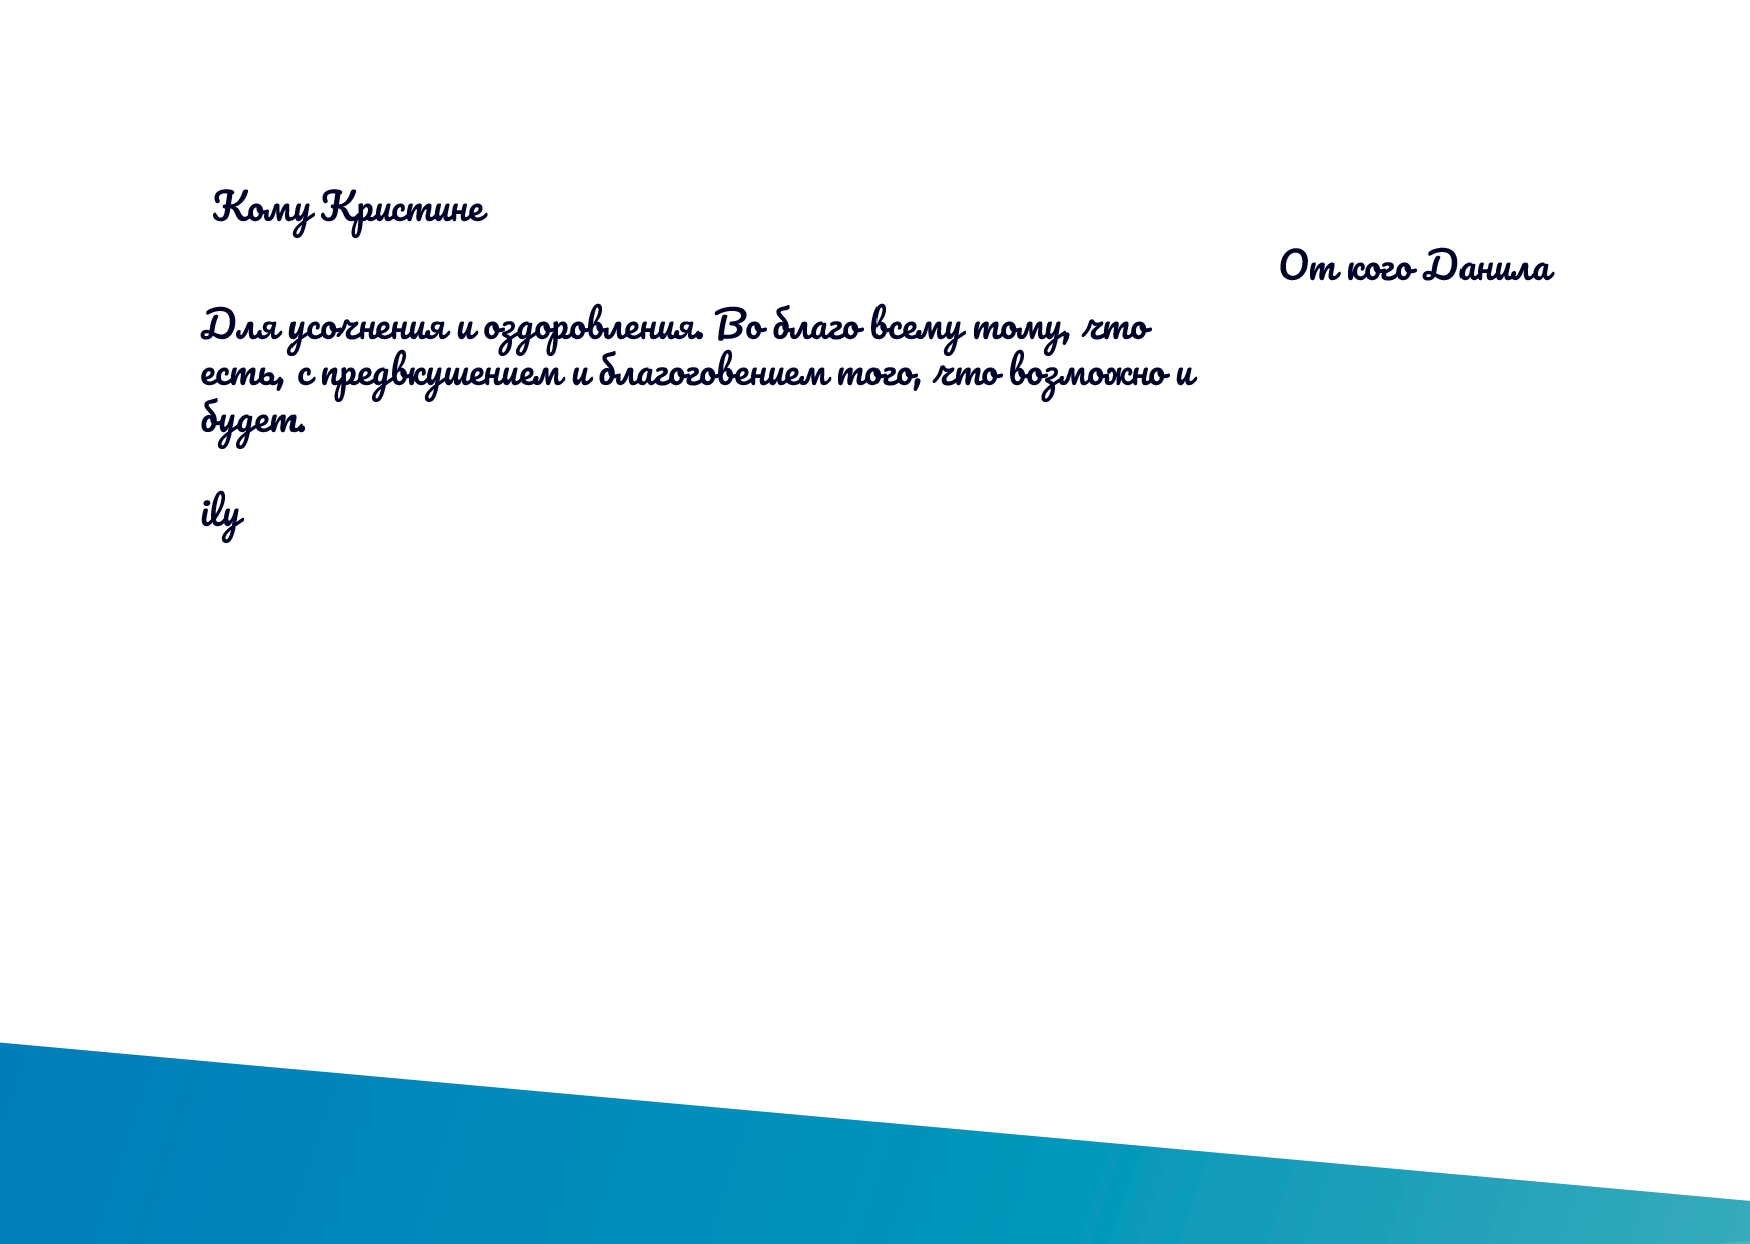 Кому Кристине
От кого Данила
Для усочнения и оздоровления. Во благо всему тому, что
есть, с предвкушением и благоговением того, что возможно и
будет.
ily